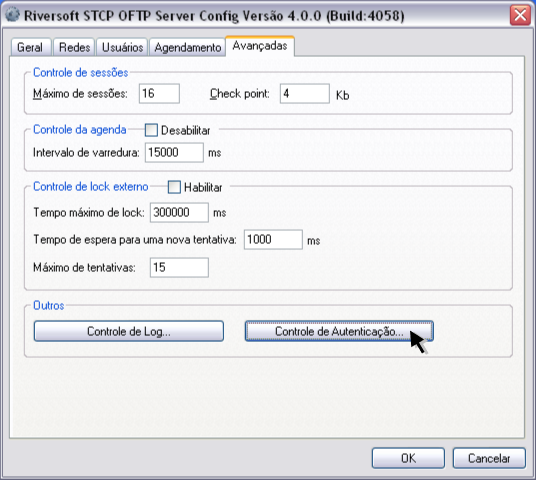 Riversoft STCP OFTP Server Config Versão 4.0.0 (Build:4058)
Geral Redes Usuários Agendamento Avançadas
Controle de sessões
Máximo de sessões: 16 Check point: 4 Kb
Controle da agenda Desabilitar
Intervalo de varredura: 15000 ms
Controle de lock externo Habilitar
Tempo máximo de lock: 300000 ms
Tempo de espera para uma nova tentativa: 1000 ms
Máximo de tentativas: 15
Outros
Controle de Log... Controle de Autenticação...
OK Cancelar